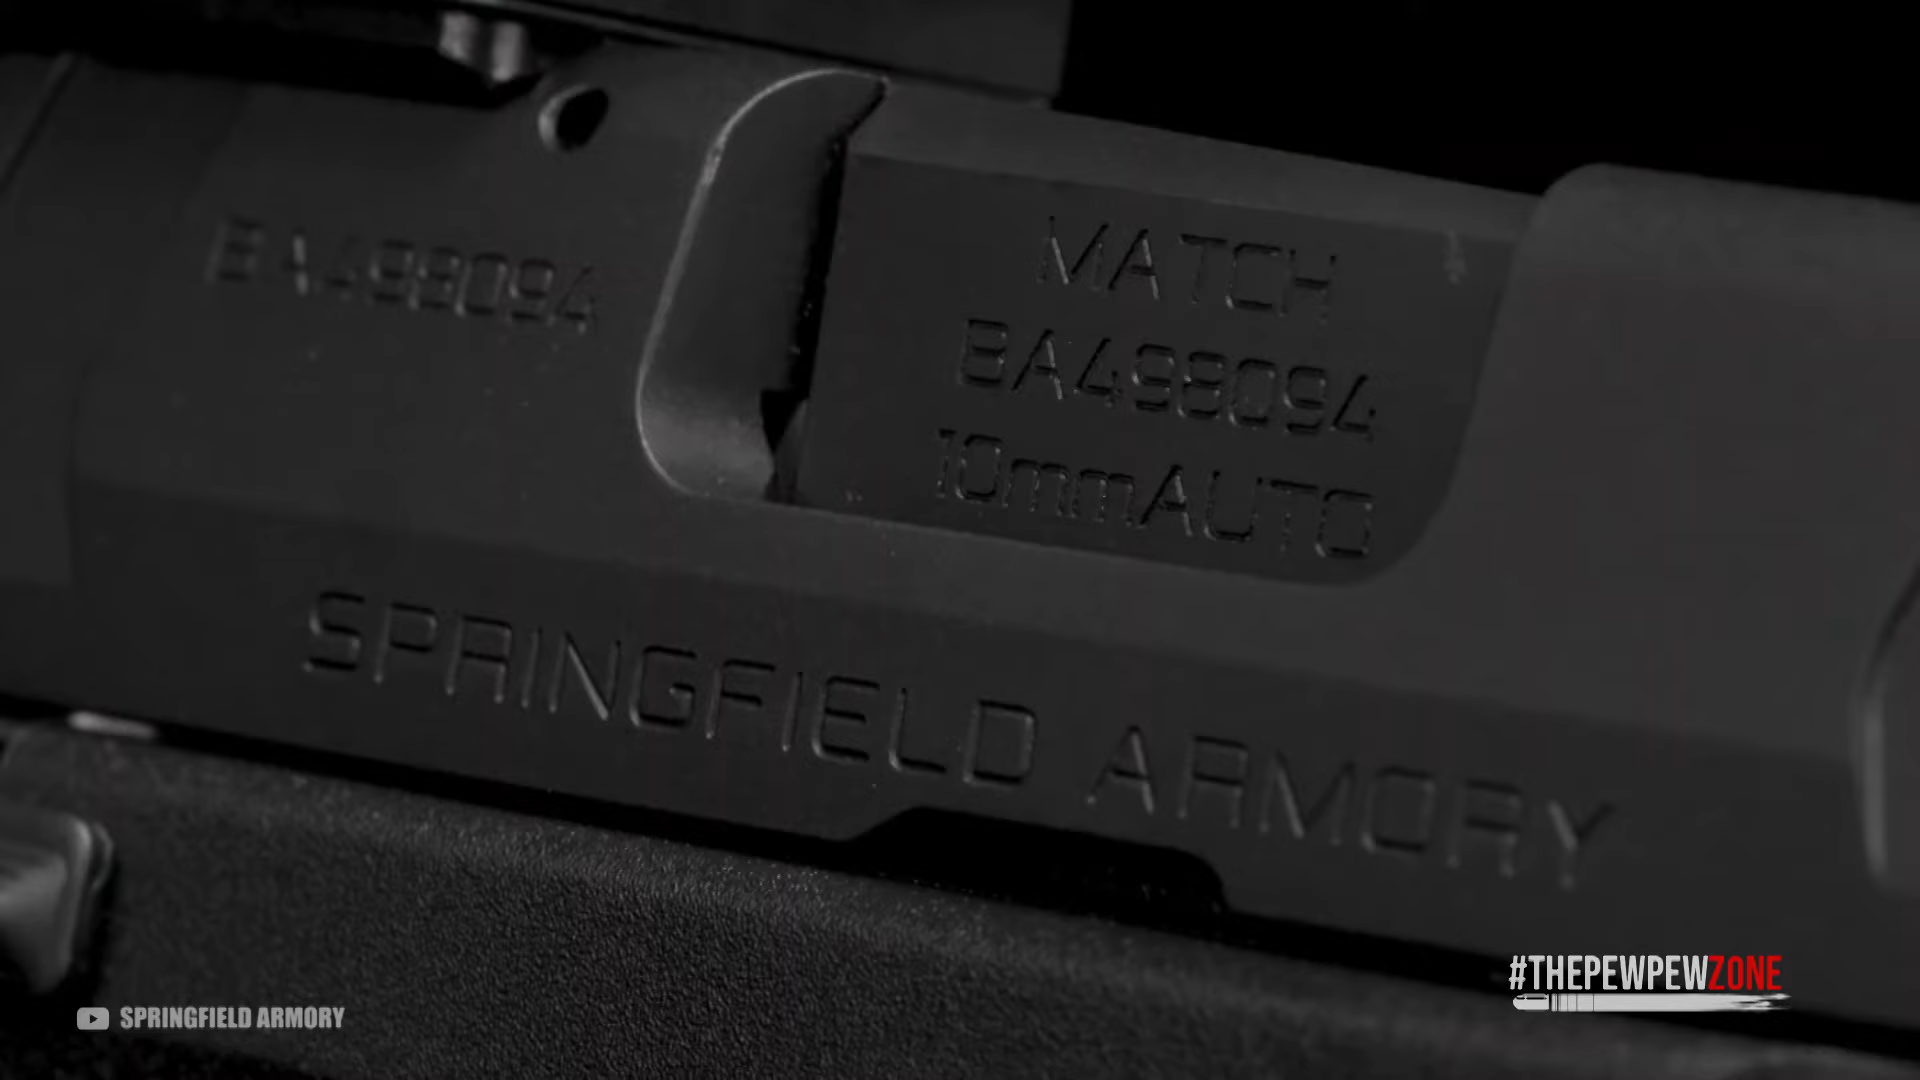 BA498094
MATCH
BA498094
10mmAUTO
SPRINGFIELD ARMORY
#THEPEWPEWZONE
SPRINGFIELD ARMORY